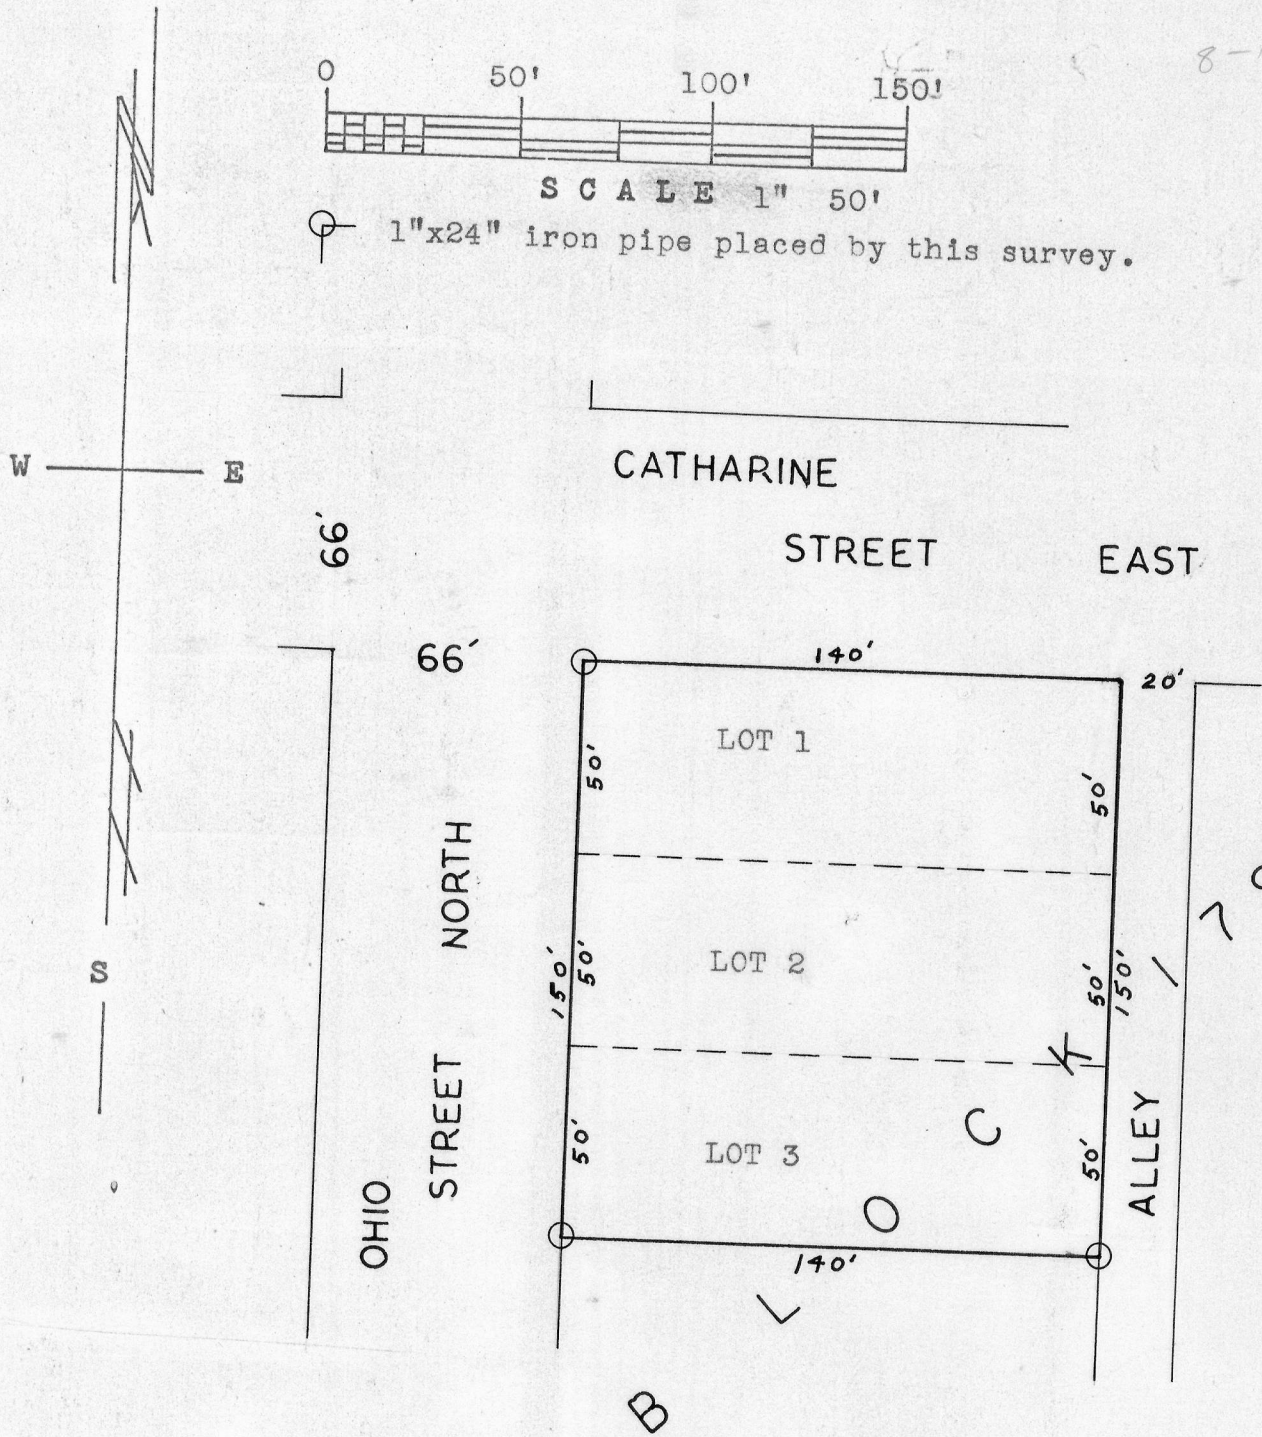 0 50' 100' 150'
SCALE 1" 50'
1"x24" iron pipe placed by this survey.
W E
CATHARINE
STREET EAST
66'
66'
140'
20'
LOT 1
50'
50'
NORTH
LOT 2
150'
50'
50'
150'
S
STREET
LOT 3
50'
50'
ALLEY
OHIO
140'
BLOCK 17